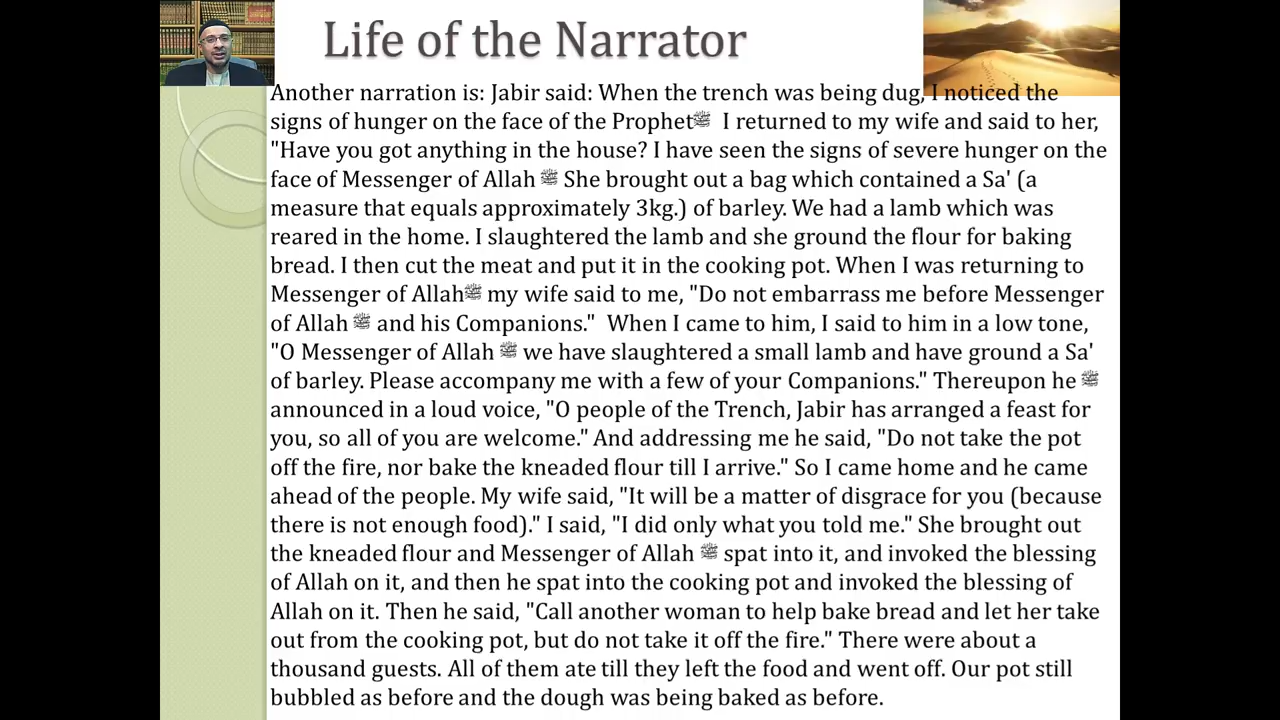 Life of the Narrator
Another narration is: Jabir said: When the trench was being dug, I noticed the
signs of hunger on the face of the Prophetﷺ I returned to my wife and said to her,
"Have you got anything in the house? I have seen the signs of severe hunger on the
face of Messenger of Allah ﷺ She brought out a bag which contained a Sa' (a
measure that equals approximately 3kg.) of barley. We had a lamb which was
reared in the home. I slaughtered the lamb and she ground the flour for baking
bread. I then cut the meat and put it in the cooking pot. When I was returning to
Messenger of Allahﷺ my wife said to me, "Do not embarrass me before Messenger
of Allah ﷺ and his Companions." When I came to him, I said to him in a low tone,
"O Messenger of Allah ﷺ we have slaughtered a small lamb and have ground a Sa'
of barley. Please accompany me with a few of your Companions." Thereupon he ﷺ
announced in a loud voice, "O people of the Trench, Jabir has arranged a feast for
you, so all of you are welcome." And addressing me he said, "Do not take the pot
off the fire, nor bake the kneaded flour till I arrive." So I came home and he came
ahead of the people. My wife said, "It will be a matter of disgrace for you (because
there is not enough food)." I said, "I did only what you told me." She brought out
the kneaded flour and Messenger of Allah ﷺ spat into it, and invoked the blessing
of Allah on it, and then he spat into the cooking pot and invoked the blessing of
Allah on it. Then he said, "Call another woman to help bake bread and let her take
out from the cooking pot, but do not take it off the fire." There were about a
thousand guests. All of them ate till they left the food and went off. Our pot still
bubbled as before and the dough was being baked as before.